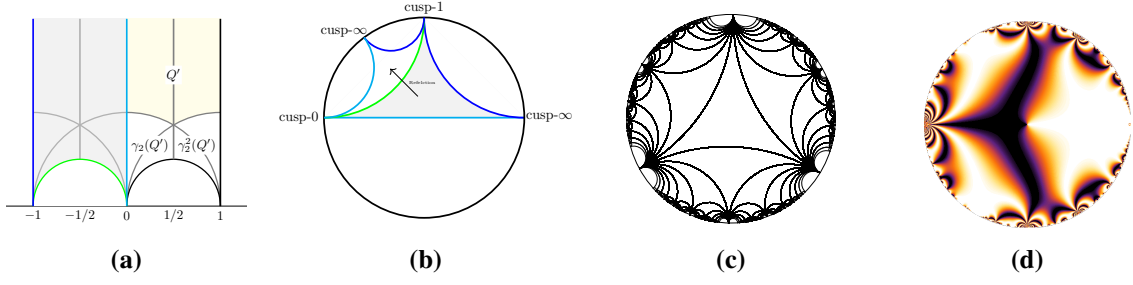 Q'
γ₂(Q') γ₂²(Q')
−1 −1/2 0 1/2 1
(a)
cusp-1
cusp-∞
cusp-0
cusp-∞
(b)
(c)
(d)